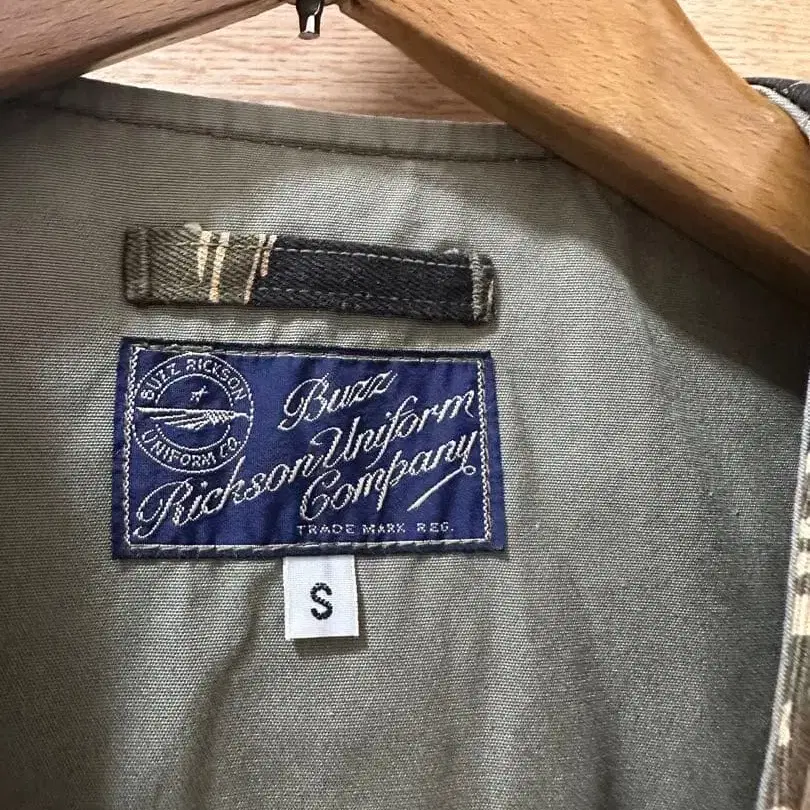 BUZZ RICKSON
UNIFORM CO.
Buzz
Rickson Uniform
Company
TRADE MARK REG.
S